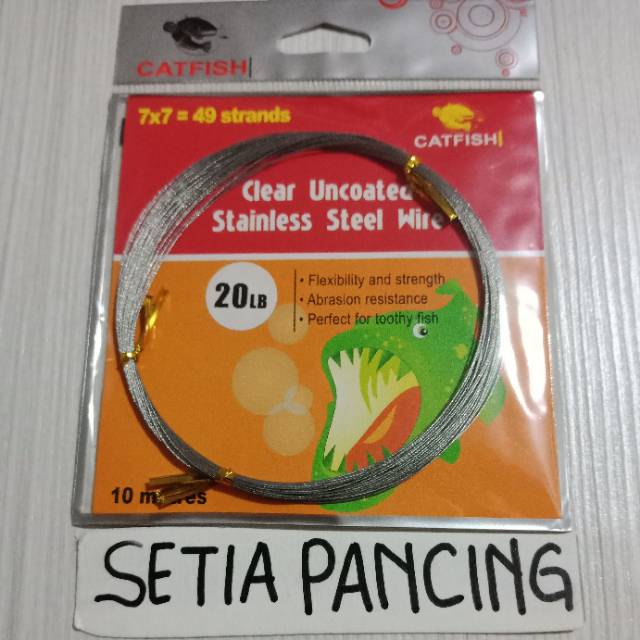 CATFISH
7x7 = 49 strands
CATFISH
Clear Uncoated
Stainless Steel Wire
20LB
• Flexibility and strength
• Abrasion resistance
• Perfect for toothy fish
10 metres
SETIA PANCING